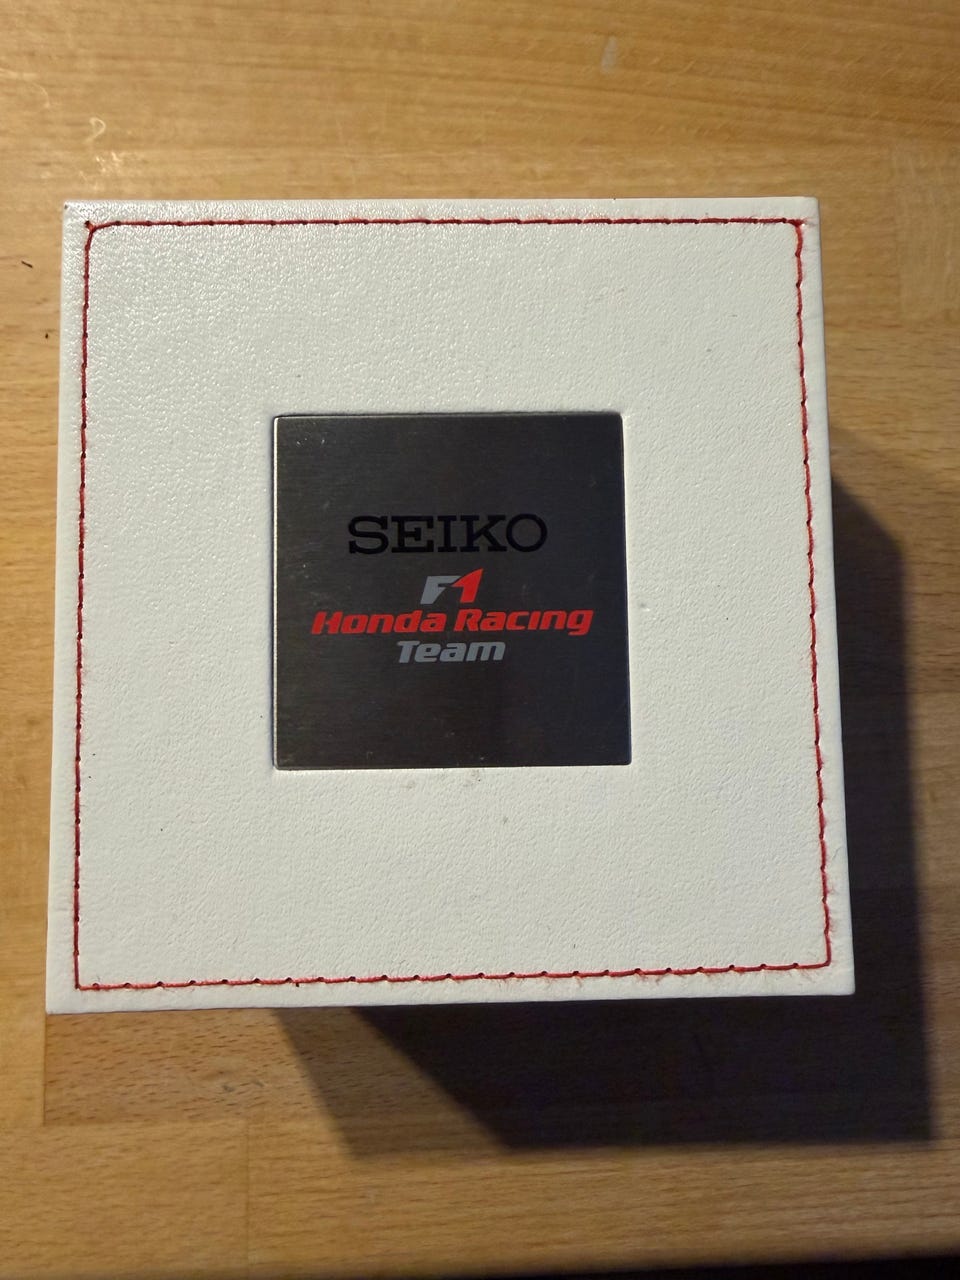 SEIKO
F1
Honda Racing
Team